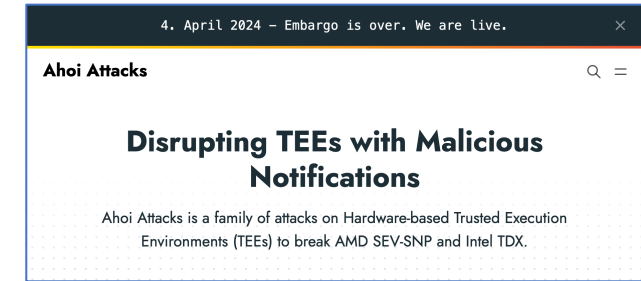 4. April 2024 – Embargo is over. We are live.
Ahoi Attacks
Disrupting TEEs with Malicious
Notifications
Ahoi Attacks is a family of attacks on Hardware-based Trusted Execution
Environments (TEEs) to break AMD SEV-SNP and Intel TDX.